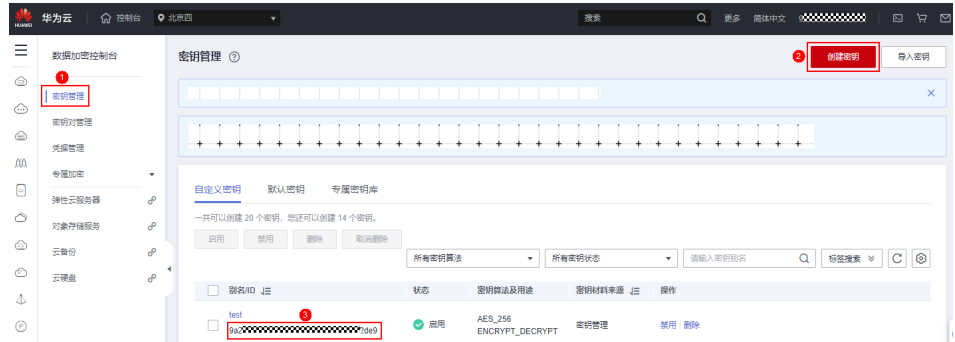 HUAWEI 华为云 控制台 北京四 搜索 更多 简体中文
数据加密控制台
密钥管理
密钥对管理
凭据管理
专属加密
弹性云服务器
对象存储服务
云备份
云硬盘
密钥管理 ?
2 创建密钥 导入密钥
1
自定义密钥 默认密钥 专属密钥库
一共可以创建 20 个密钥，您还可以创建 14 个密钥。
启用 禁用 删除 取消删除
所有密钥算法 所有密钥状态 请输入密钥别名 标签搜索
别名/ID 状态 密钥算法及用途 密钥材料来源 操作
test 3
9a2 2de9
启用
AES_256
ENCRYPT_DECRYPT
密钥管理
禁用 删除